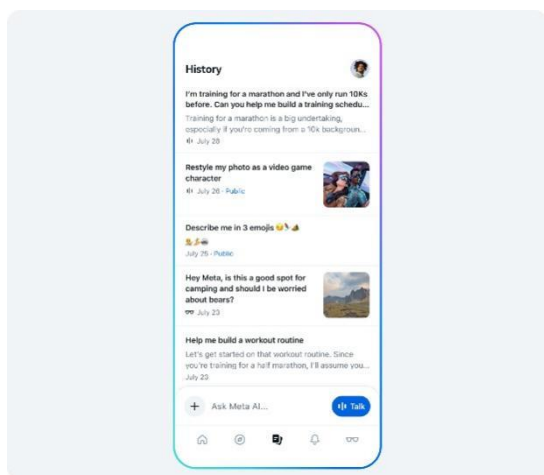 History
I'm training for a marathon and I've only run 10Ks
before. Can you help me build a training schedu...
Training for a marathon is a big undertaking,
especially if you're coming from a 10k backgroun...
July 28
Restyle my photo as a video game
character
July 26 · Public
Describe me in 3 emojis
July 25 · Public
Hey Meta, is this a good spot for
camping and should I be worried
about bears?
July 23
Help me build a workout routine
Let's get started on that workout routine. Since
you're training for a half marathon, I'll assume you...
July 23
Ask Meta AI...
Talk